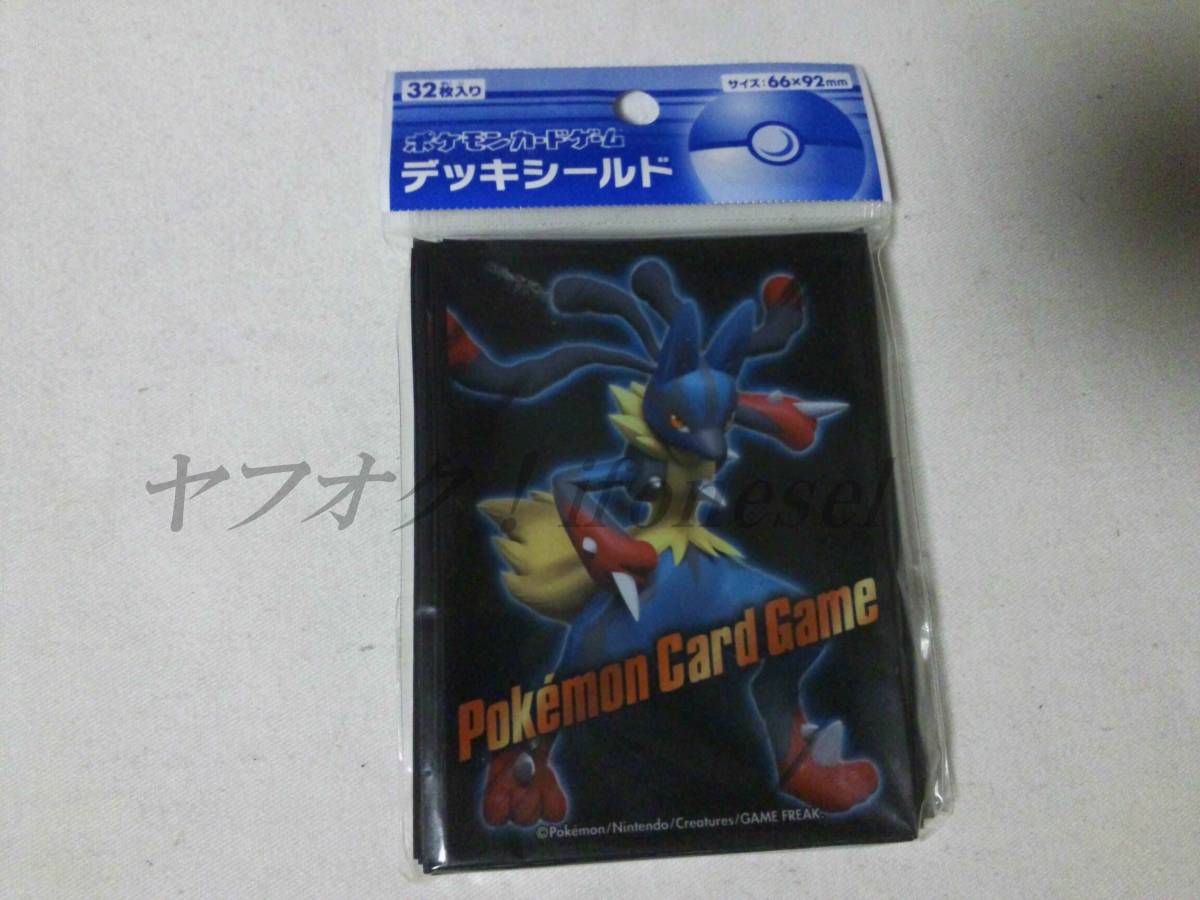 32枚入り
サイズ:66×92mm
ポケモンカードゲーム
デッキシールド
ヤフオク! ifonesel
Pokémon Card Game
©Pokémon/Nintendo/Creatures/GAME FREAK.